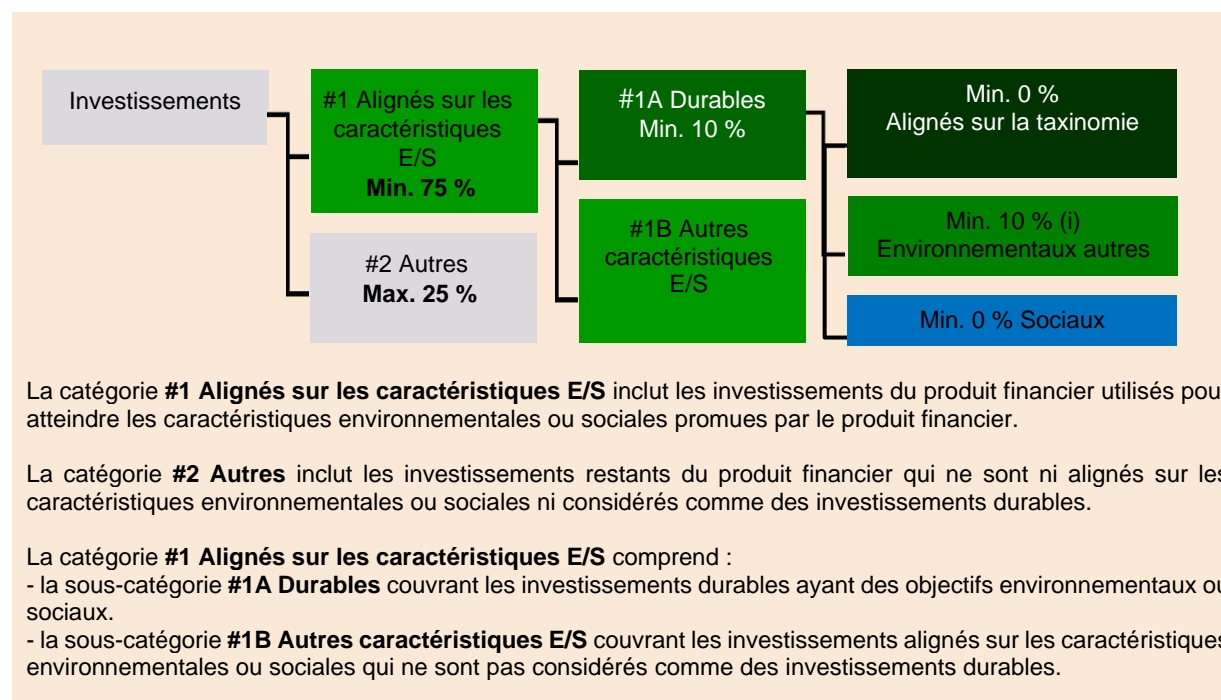 Investissements
#1 Alignés sur les
caractéristiques
E/S
Min. 75 %
#2 Autres
Max. 25 %
#1A Durables
Min. 10 %
#1B Autres
caractéristiques
E/S
Min. 0 %
Alignés sur la taxinomie
Min. 10 % (i)
Environnementaux autres
Min. 0 % Sociaux
La catégorie #1 Alignés sur les caractéristiques E/S inclut les investissements du produit financier utilisés pou
atteindre les caractéristiques environnementales ou sociales promues par le produit financier.
La catégorie #2 Autres inclut les investissements restants du produit financier qui ne sont ni alignés sur les
caractéristiques environnementales ou sociales ni considérés comme des investissements durables.
La catégorie #1 Alignés sur les caractéristiques E/S comprend :
- la sous-catégorie #1A Durables couvrant les investissements durables ayant des objectifs environnementaux ou
sociaux.
- la sous-catégorie #1B Autres caractéristiques E/S couvrant les investissements alignés sur les caractéristiques
environnementales ou sociales qui ne sont pas considérés comme des investissements durables.